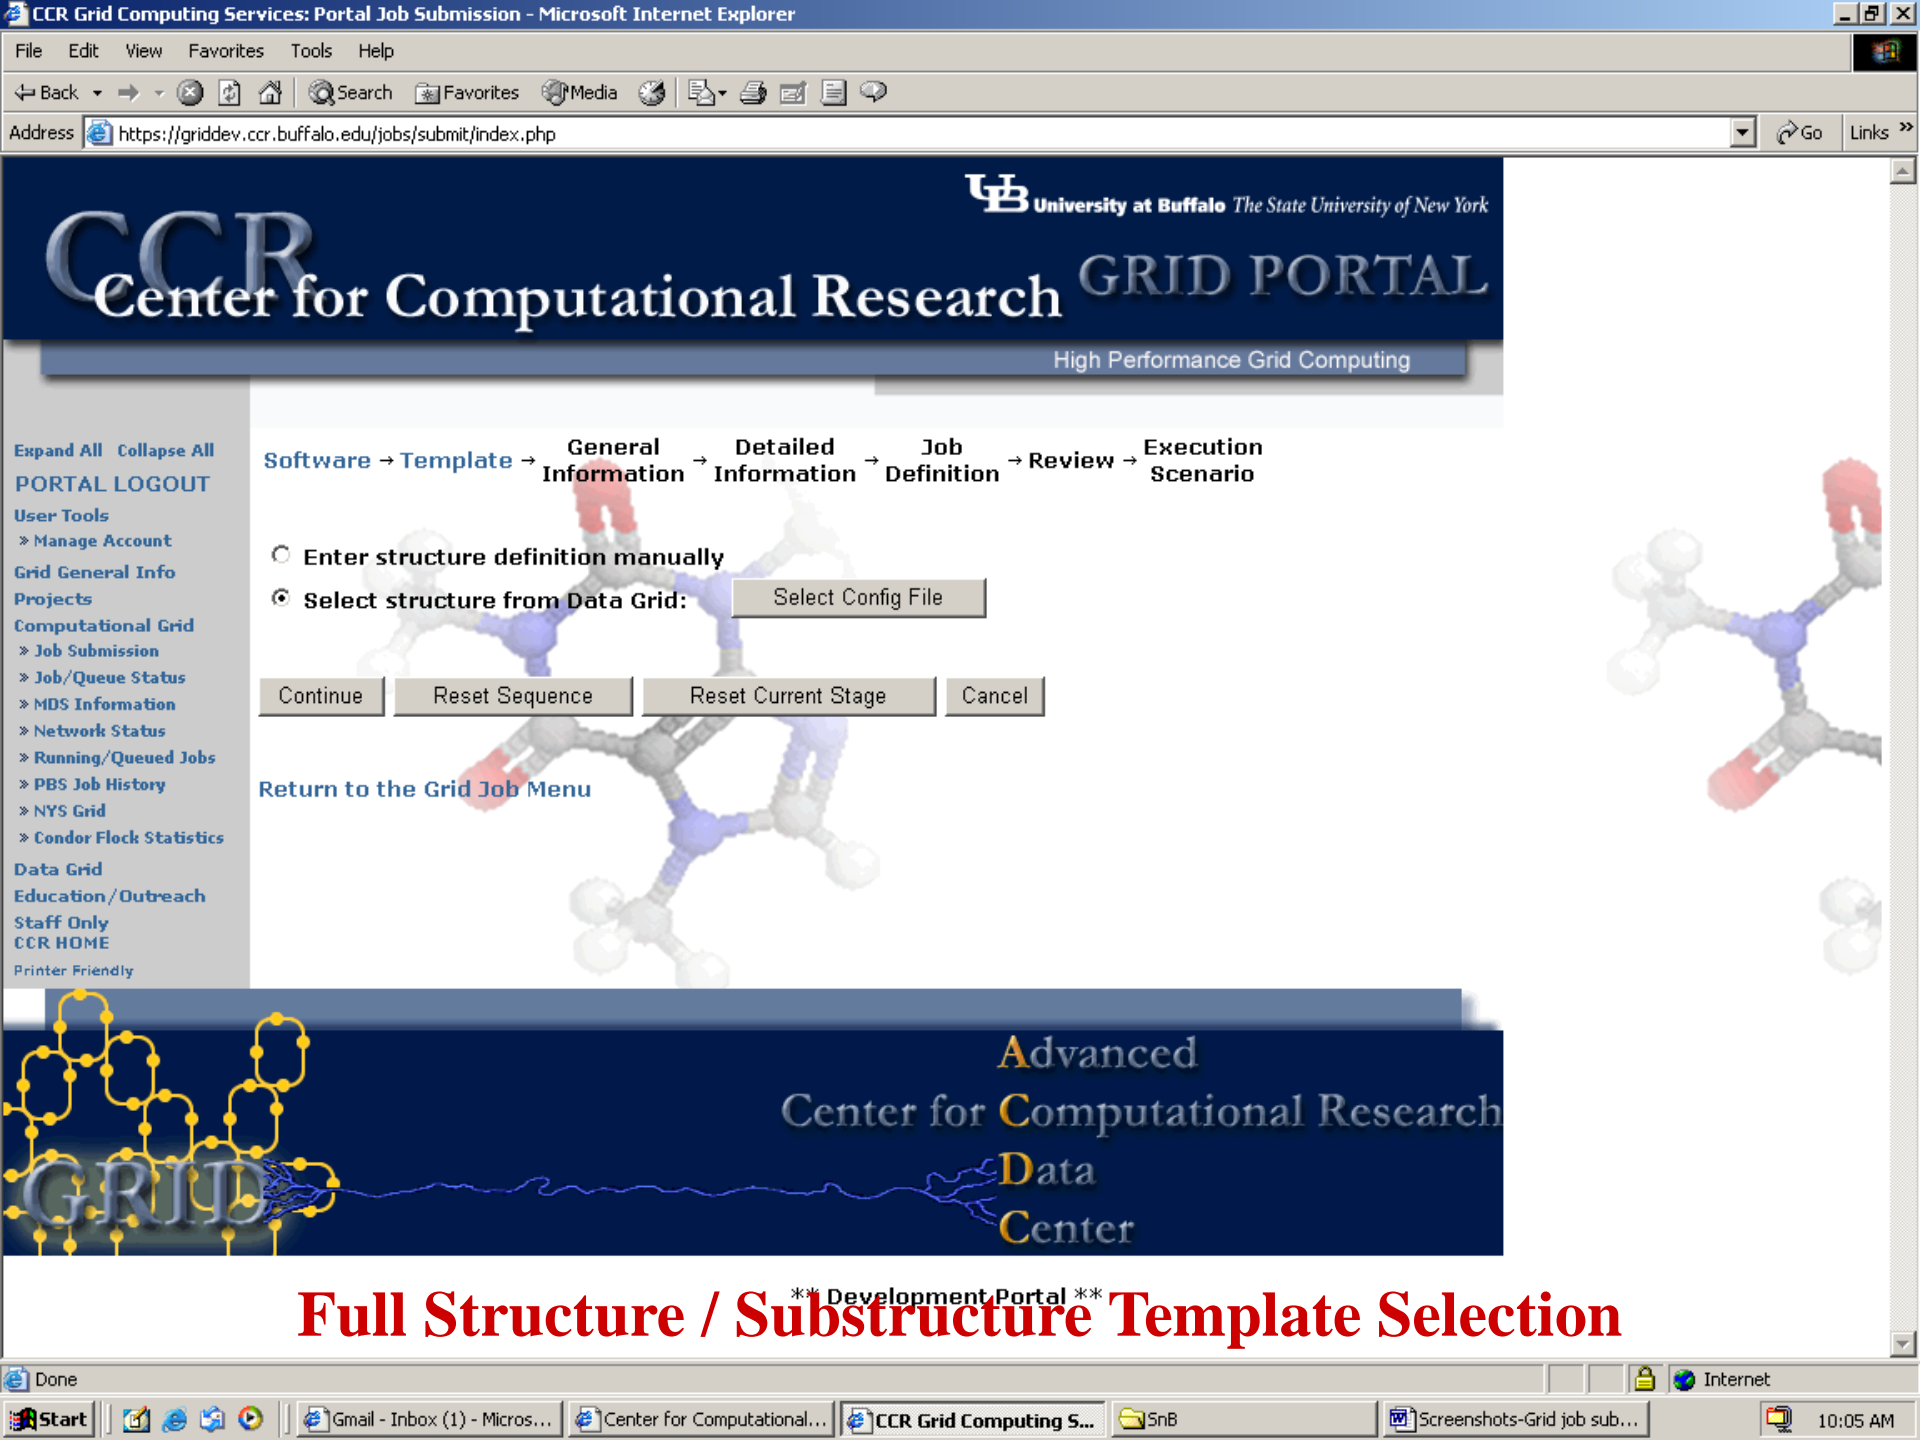 CCR Grid Computing Services: Portal Job Submission - Microsoft Internet Explorer
File Edit View Favorites Tools Help
Back Search Favorites Media
Address https://griddev.ccr.buffalo.edu/jobs/submit/index.php Go Links »
UB University at Buffalo The State University of New York
CCR
Center for Computational Research GRID PORTAL
High Performance Grid Computing
Expand All Collapse All
PORTAL LOGOUT
User Tools
» Manage Account
Grid General Info
Projects
Computational Grid
» Job Submission
» Job/Queue Status
» MDS Information
» Network Status
» Running/Queued Jobs
» PBS Job History
» NYS Grid
» Condor Flock Statistics
Data Grid
Education/Outreach
Staff Only
CCR HOME
Printer Friendly
Software → Template → General Information → Detailed Information → Job Definition → Review → Execution Scenario
Enter structure definition manually
Select structure from Data Grid: Select Config File
Continue Reset Sequence Reset Current Stage Cancel
Return to the Grid Job Menu
Advanced
Center for Computational Research
Data
Center
GRID
** Development Portal **
Full Structure / Substructure Template Selection
Done Internet
Start Gmail - Inbox (1) - Micros... Center for Computational... CCR Grid Computing S... SnB Screenshots-Grid job sub... 10:05 AM